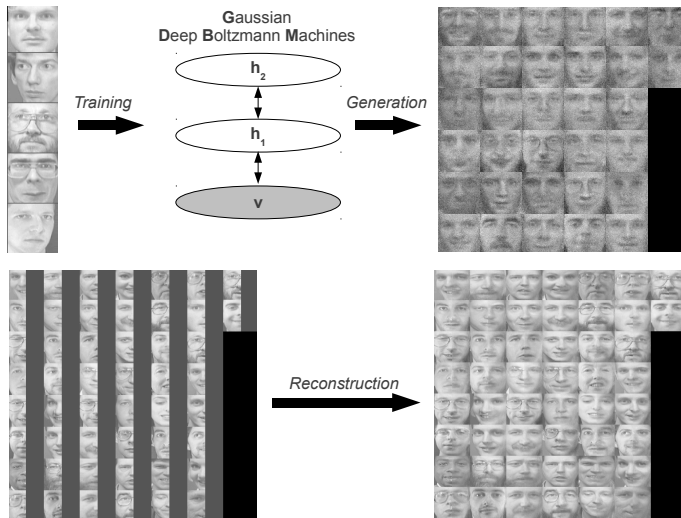 Gaussian
Deep Boltzmann Machines
h2
Training
Generation
h1
v
Reconstruction